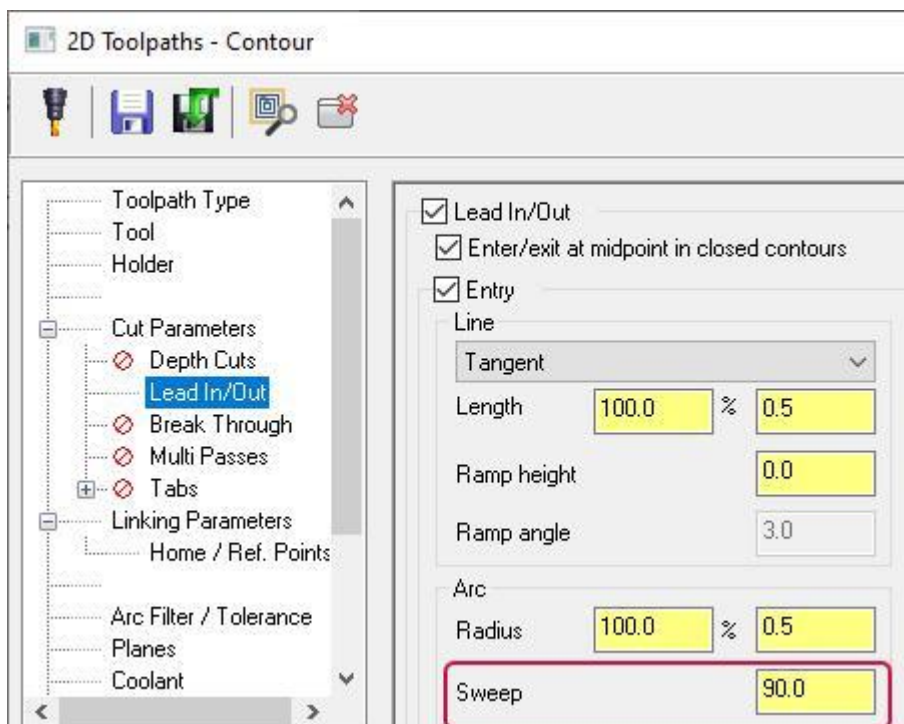 2D Toolpaths - Contour
Toolpath Type
Tool
Holder
Cut Parameters
Depth Cuts
Lead In/Out
Break Through
Multi Passes
Tabs
Linking Parameters
Home / Ref. Points
Arc Filter / Tolerance
Planes
Coolant
Lead In/Out
Enter/exit at midpoint in closed contours
Entry
Line
Tangent
Length 100.0 % 0.5
Ramp height 0.0
Ramp angle 3.0
Arc
Radius 100.0 % 0.5
Sweep 90.0